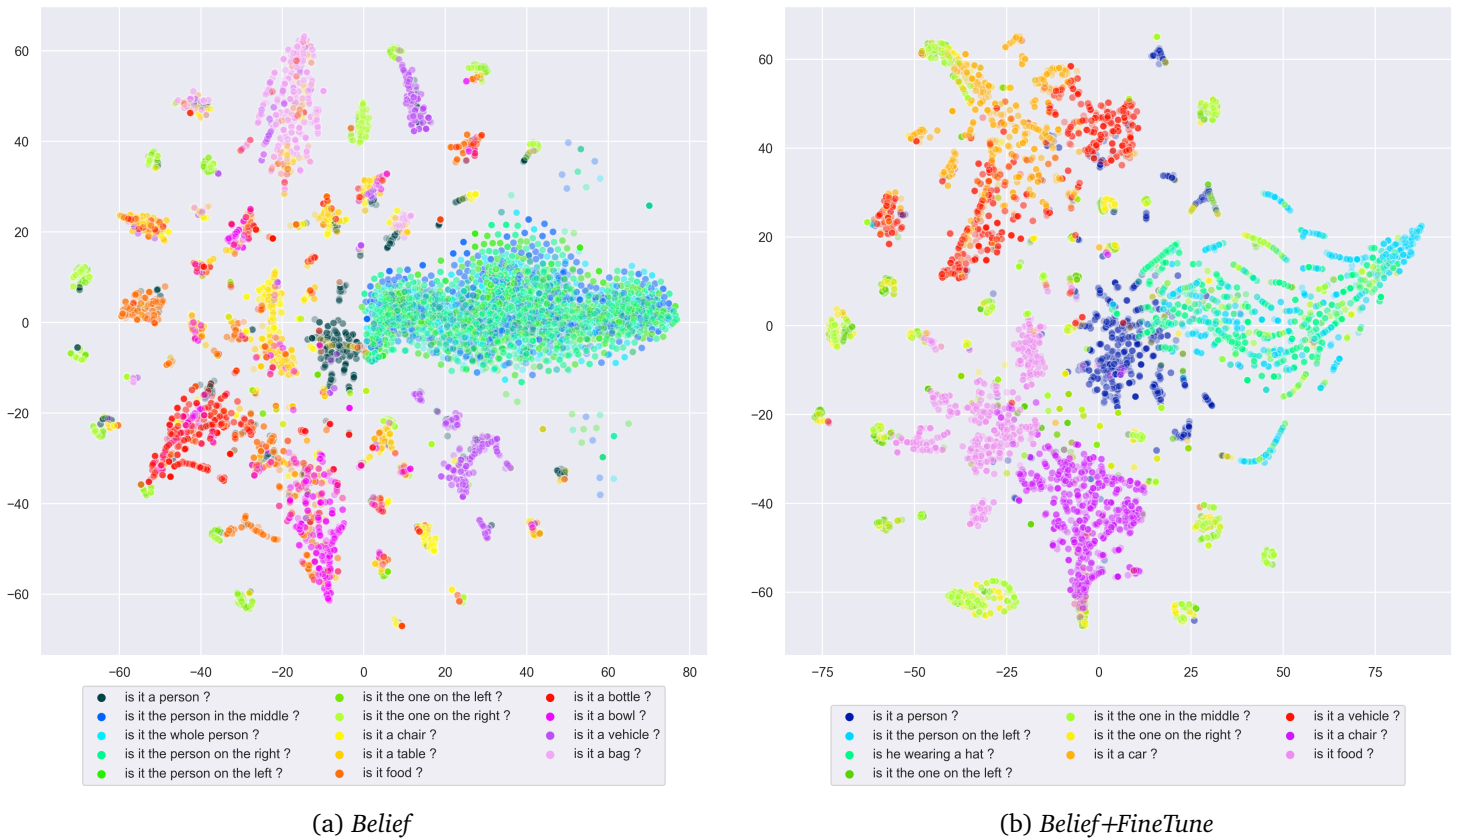 60
40
20
0
−20
−40
−60
−60
−40
−20
0
20
40
60
80
is it a person ?
is it the person in the middle ?
is it the whole person ?
is it the person on the right ?
is it the person on the left ?
is it the one on the left ?
is it the one on the right ?
is it a chair ?
is it a table ?
is it food ?
is it a bottle ?
is it a bowl ?
is it a vehicle ?
is it a bag ?
(a) Belief
60
40
20
0
−20
−40
−60
−75
−50
−25
0
25
50
75
is it a person ?
is it the person on the left ?
is he wearing a hat ?
is it the one on the left ?
is it the one in the middle ?
is it the one on the right ?
is it a car ?
is it a vehicle ?
is it a chair ?
is it food ?
(b) Belief+FineTune